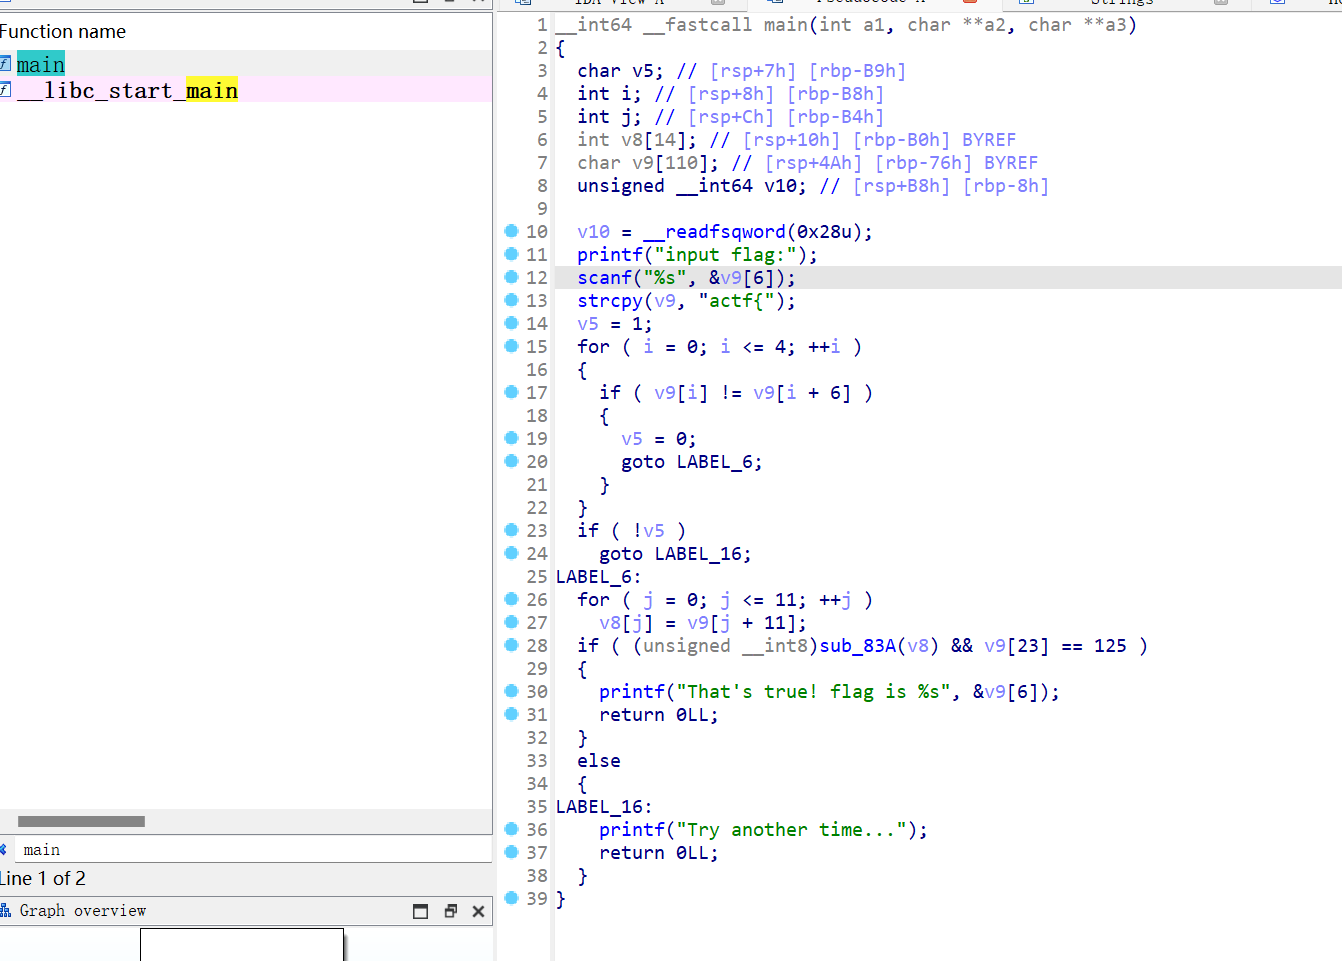 Function name
main
__libc_start_main
main
Line 1 of 2
Graph overview
IDA View-A
Pseudocode-A
Strings
1 __int64 __fastcall main(int a1, char **a2, char **a3)
2 {
3 char v5; // [rsp+7h] [rbp-B9h]
4 int i; // [rsp+8h] [rbp-B8h]
5 int j; // [rsp+Ch] [rbp-B4h]
6 int v8[14]; // [rsp+10h] [rbp-B0h] BYREF
7 char v9[110]; // [rsp+4Ah] [rbp-76h] BYREF
8 unsigned __int64 v10; // [rsp+B8h] [rbp-8h]
9
10 v10 = __readfsqword(0x28u);
11 printf("input flag:");
12 scanf("%s", &v9[6]);
13 strcpy(v9, "actf{");
14 v5 = 1;
15 for ( i = 0; i <= 4; ++i )
16 {
17 if ( v9[i] != v9[i + 6] )
18 {
19 v5 = 0;
20 goto LABEL_6;
21 }
22 }
23 if ( !v5 )
24 goto LABEL_16;
25 LABEL_6:
26 for ( j = 0; j <= 11; ++j )
27 v8[j] = v9[j + 11];
28 if ( (unsigned __int8)sub_83A(v8) && v9[23] == 125 )
29 {
30 printf("That's true! flag is %s", &v9[6]);
31 return 0LL;
32 }
33 else
34 {
35 LABEL_16:
36 printf("Try another time...");
37 return 0LL;
38 }
39 }